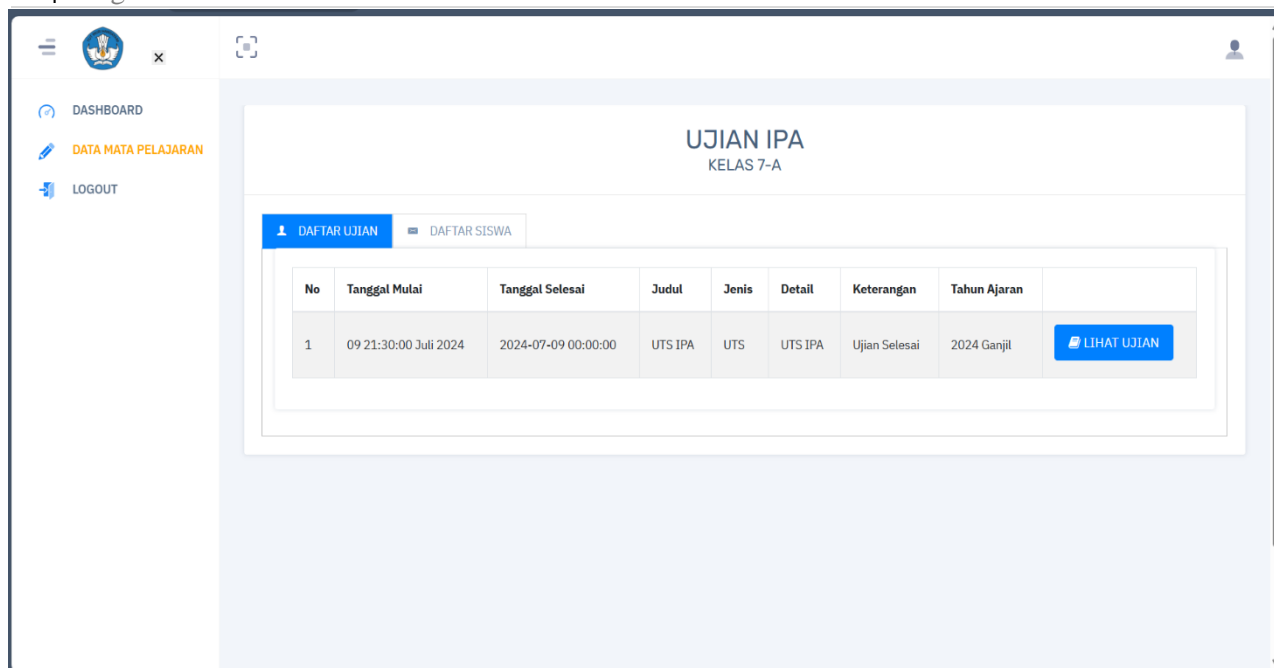 DASHBOARD
DATA MATA PELAJARAN
LOGOUT
UJIAN IPA
KELAS 7-A
DAFTAR UJIAN DAFTAR SISWA
No Tanggal Mulai Tanggal Selesai Judul Jenis Detail Keterangan Tahun Ajaran
1 09 21:30:00 Juli 2024 2024-07-09 00:00:00 UTS IPA UTS UTS IPA Ujian Selesai 2024 Ganjil LIHAT UJIAN